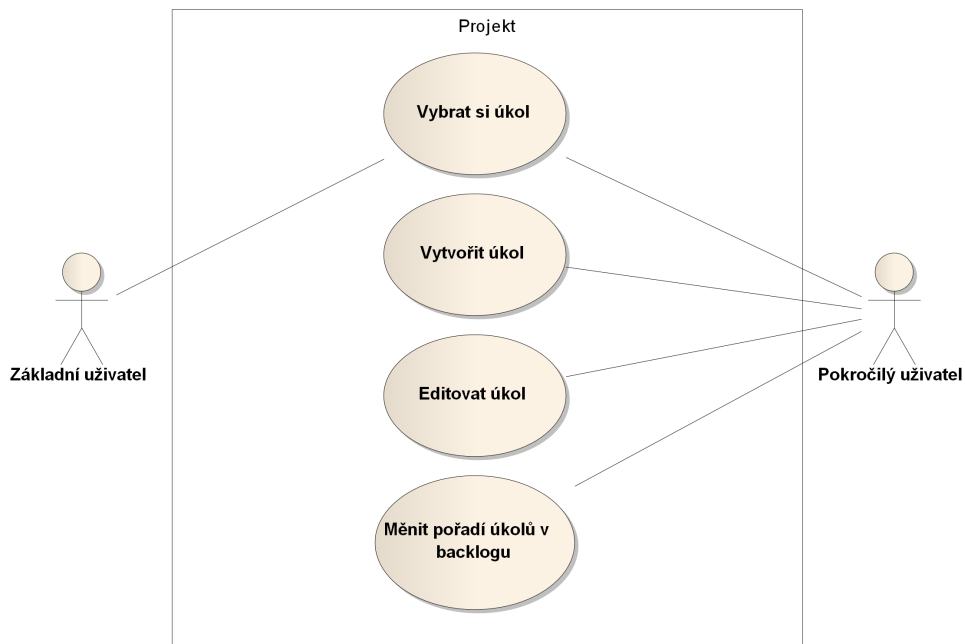 Projekt
Vybrat si úkol
Vytvořit úkol
Základní uživatel
Pokročilý uživatel
Editovat úkol
Měnit pořadí úkolů v
backlogu